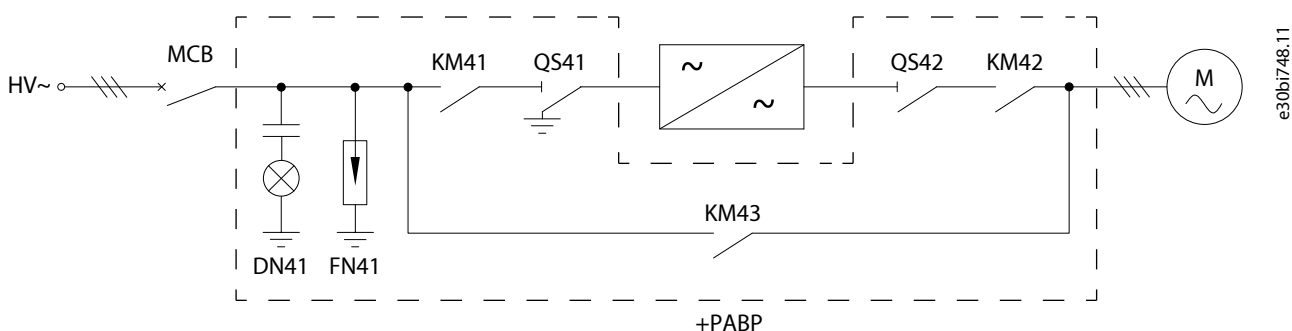 HV~
MCB
KM41
QS41
~
~
QS42
KM42
M
e30bi748.11
KM43
DN41
FN41
+PABP